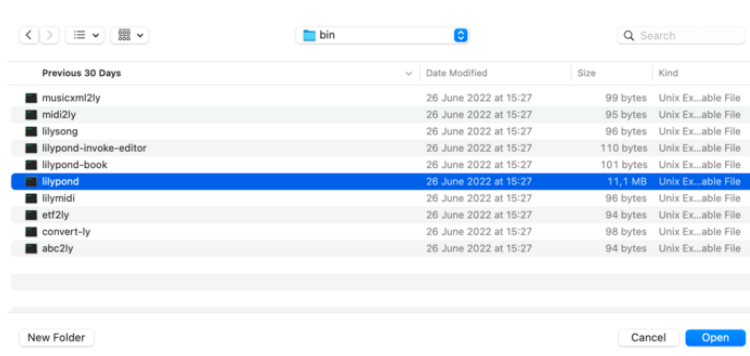 bin
Search
Previous 30 Days Date Modified Size Kind
musicxml2ly 26 June 2022 at 15:27 99 bytes Unix Ex...able File
midi2ly 26 June 2022 at 15:27 95 bytes Unix Ex...able File
lilysong 26 June 2022 at 15:27 96 bytes Unix Ex...able File
lilypond-invoke-editor 26 June 2022 at 15:27 110 bytes Unix Ex...able File
lilypond-book 26 June 2022 at 15:27 101 bytes Unix Ex...able File
lilypond 26 June 2022 at 15:27 11,1 MB Unix Ex...able File
lilymidi 26 June 2022 at 15:27 96 bytes Unix Ex...able File
etf2ly 26 June 2022 at 15:27 94 bytes Unix Ex...able File
convert-ly 26 June 2022 at 15:27 98 bytes Unix Ex...able File
abc2ly 26 June 2022 at 15:27 94 bytes Unix Ex...able File
New Folder Cancel Open